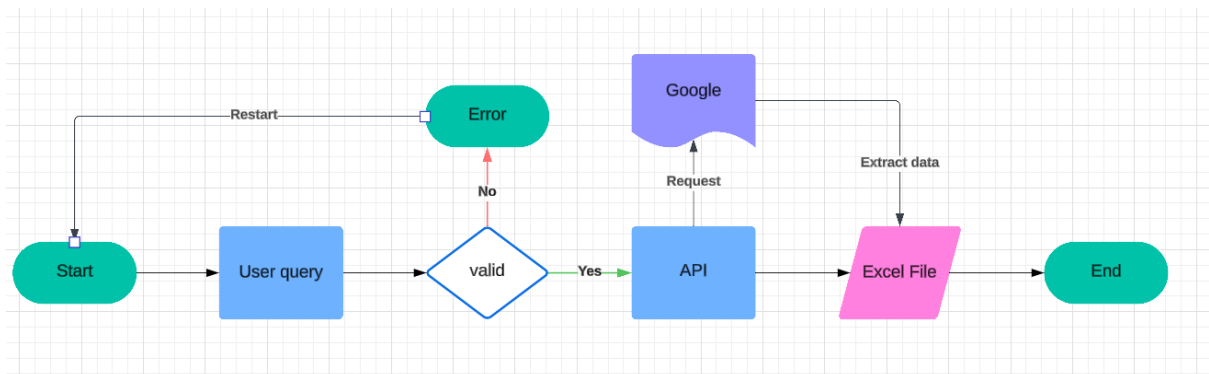 Google
Restart
Error
Extract data
Request
No
Start
User query
valid
Yes
API
Excel File
End